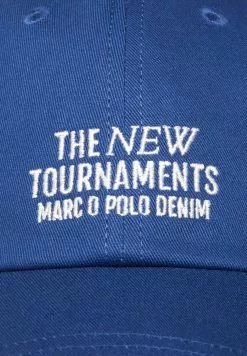 THE NEW
TOURNAMENTS
MARC O POLO DENIM